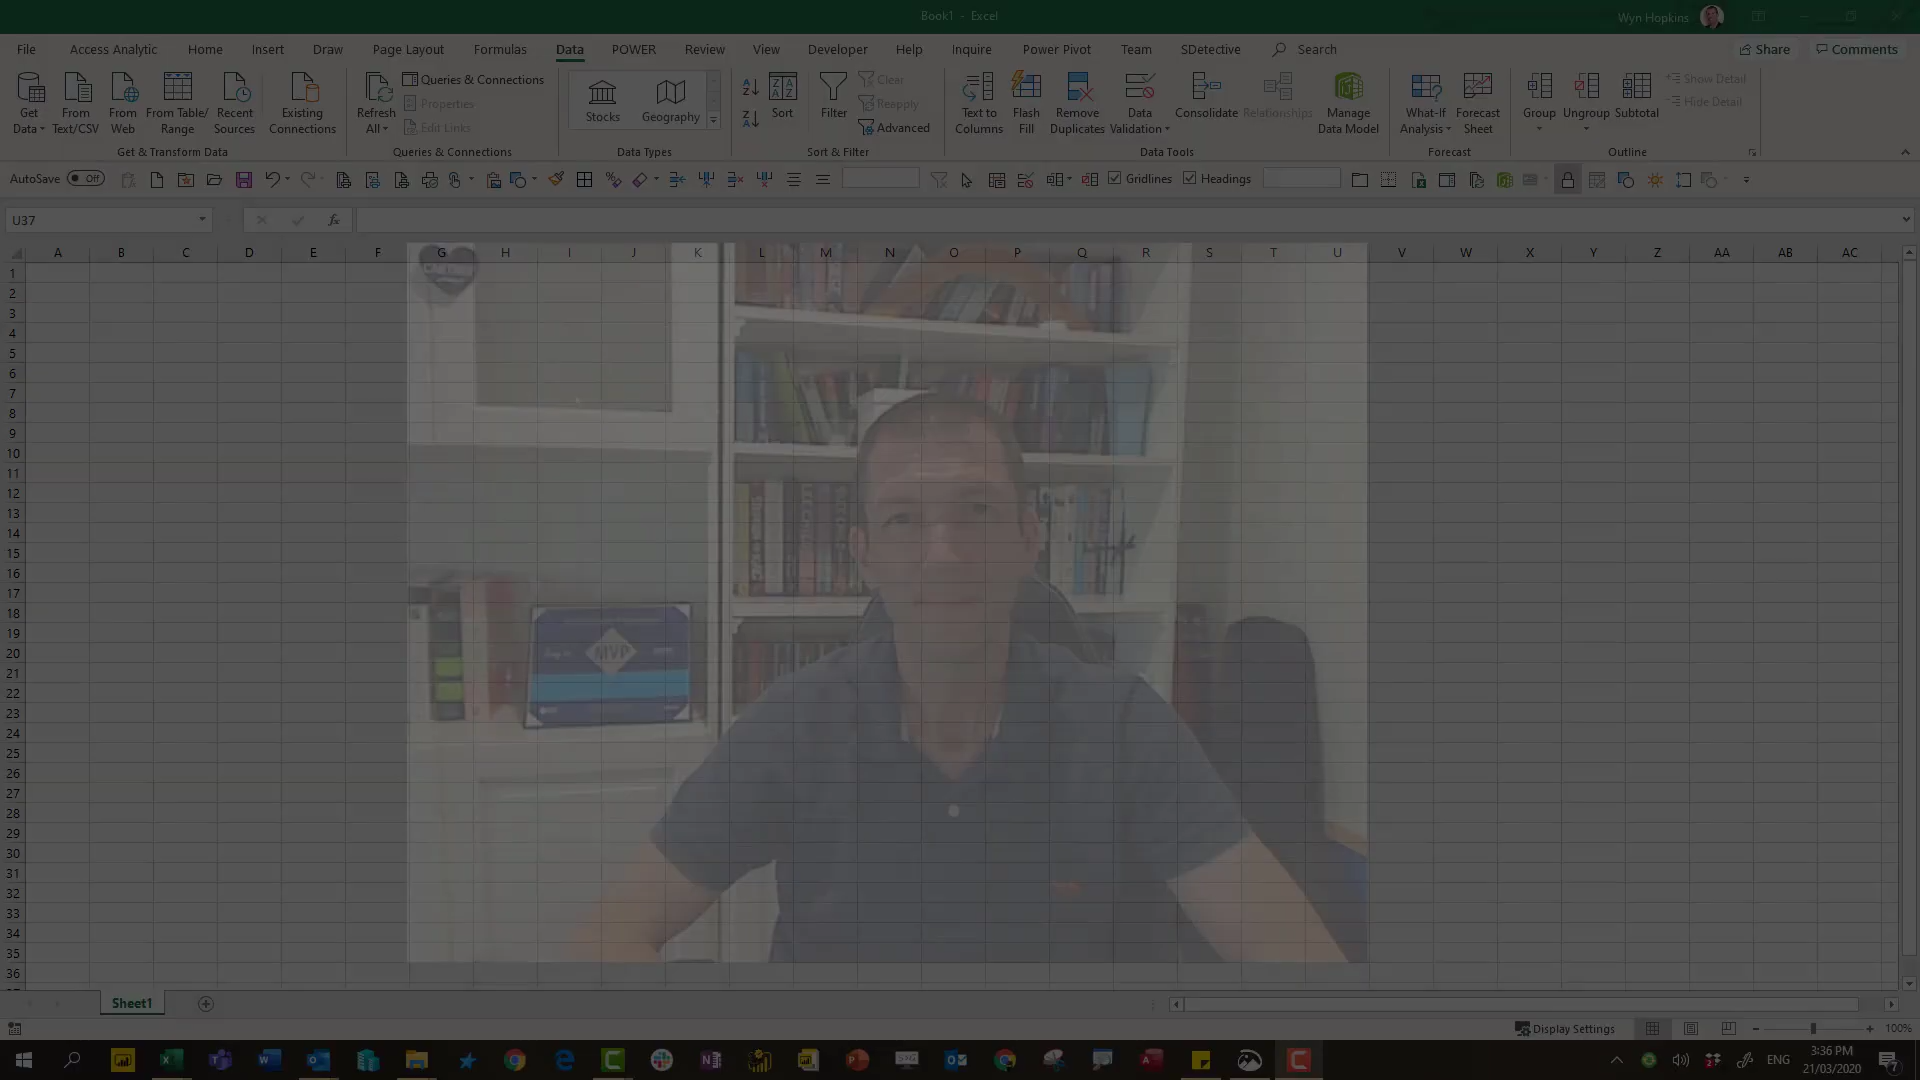 Book1 - Excel
Wyn Hopkins
File Access Analytic Home Insert Draw Page Layout Formulas Data POWER Review View Developer Help Inquire Power Pivot Team SDetective Search Share Comments
Get Data From Text/CSV From Web From Table/ Range Recent Sources Existing Connections
Get & Transform Data
Refresh All Queries & Connections Properties Edit Links
Queries & Connections
Stocks Geography
Data Types
Sort Filter Clear Reapply Advanced
Sort & Filter
Text to Columns Flash Fill Remove Duplicates Data Validation Consolidate Relationships Manage Data Model
Data Tools
What-If Analysis Forecast Sheet
Forecast
Group Ungroup Subtotal Show Detail Hide Detail
Outline
AutoSave Off Gridlines Headings
U37 fx
A B C D E F G H I J K L M N O P Q R S T U V W X Y Z AA AB AC
1
2
3
4
5
6
7
8
9
10
11
12
13
14
15
16
17
18
19
20 MVP
21
22
23
24
25
26
27
28
29
30
31
32
33
34
35
36
Sheet1
Display Settings 100%
ENG 3:36 PM
21/03/2020